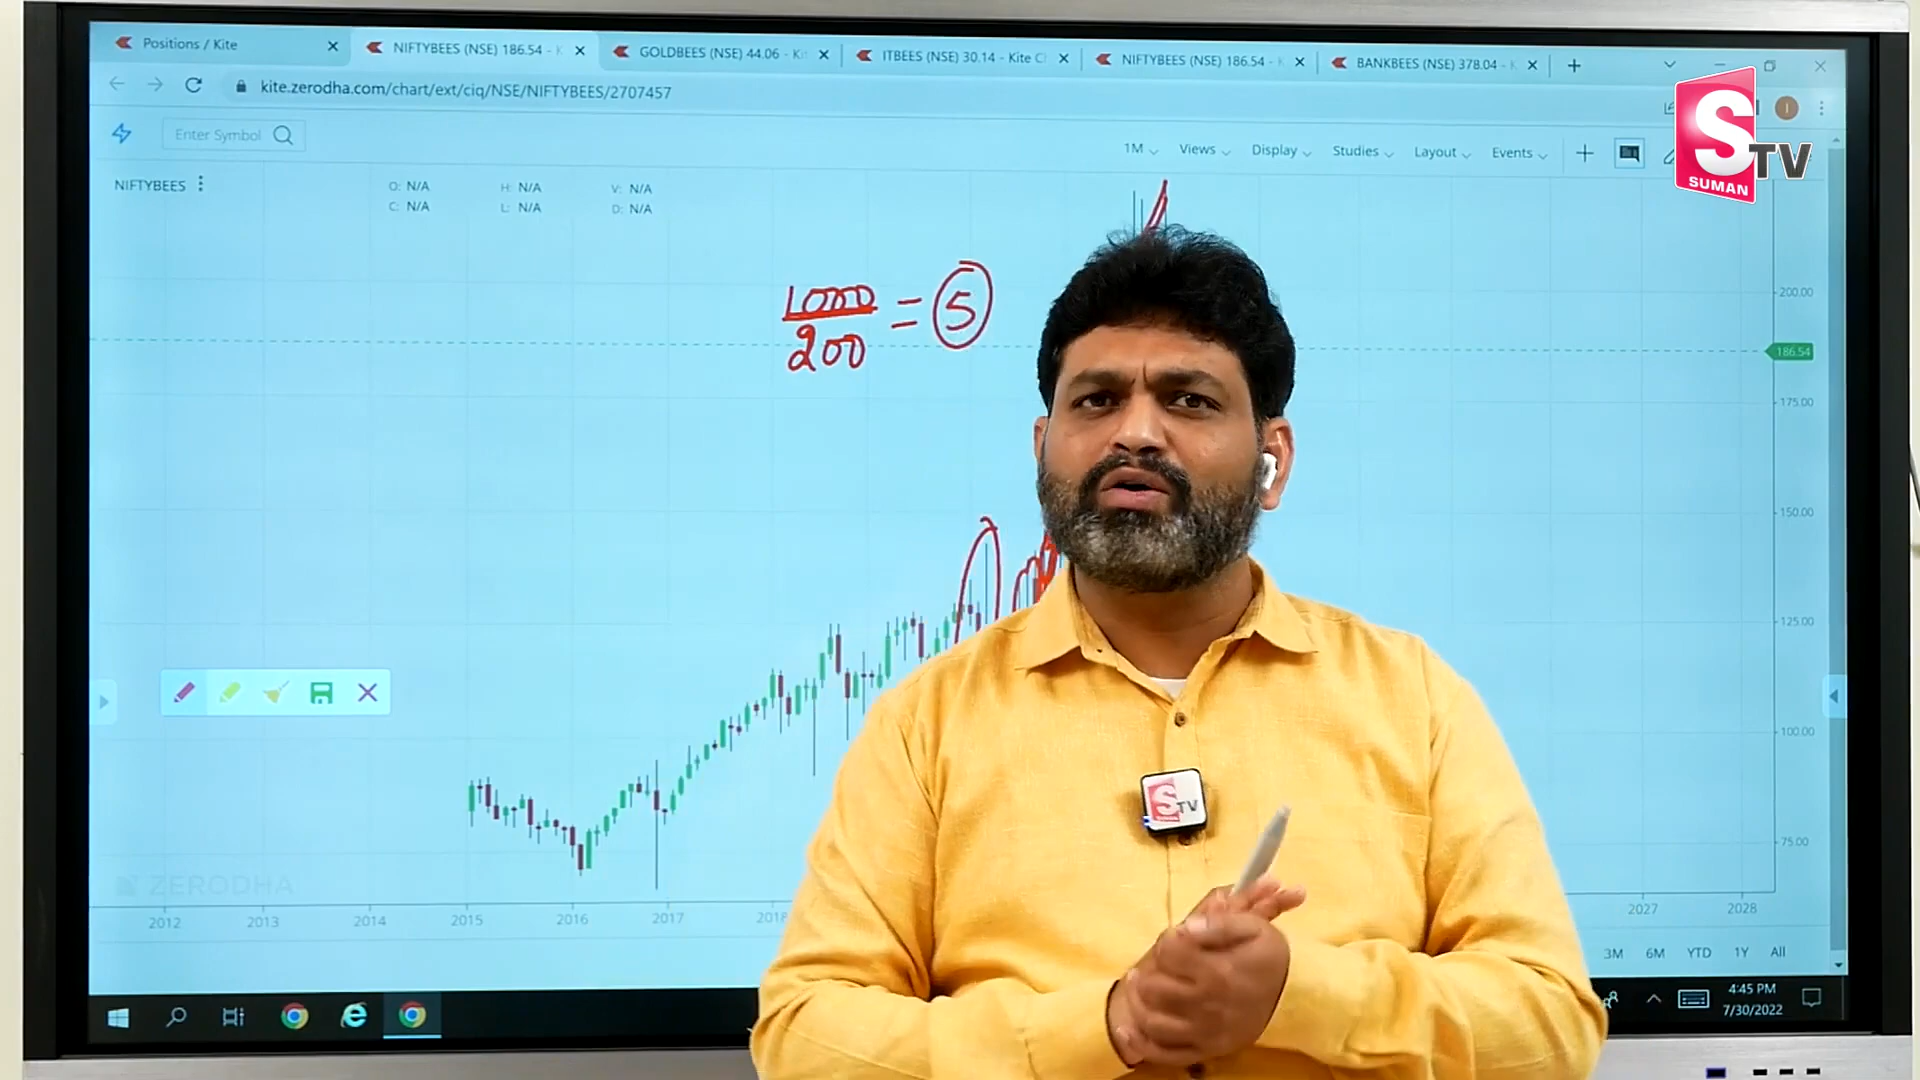 Positions / Kite
NIFTYBEES (NSE) 186.54 -
GOLDBEES (NSE) 44.06 -
ITBEES (NSE) 30.14 - Kite C
NIFTYBEES (NSE) 186.54 -
BANKBEES (NSE) 378.04 -
kite.zerodha.com/chart/ext/ciq/NSE/NIFTYBEES/2707457
Enter Symbol
1M Views Display Studies Layout Events
S TV
SUMAN
NIFTYBEES
O: N/A H: N/A V: N/A
C: N/A L: N/A D: N/A
1000
200
= 5
200.00
186.54
175.00
150.00
125.00
100.00
75.00
S TV
SUMAN
ZERODHA
2012 2013 2014 2015 2016 2017 2018 2027 2028
3M 6M YTD 1Y All
4:45 PM
7/30/2022